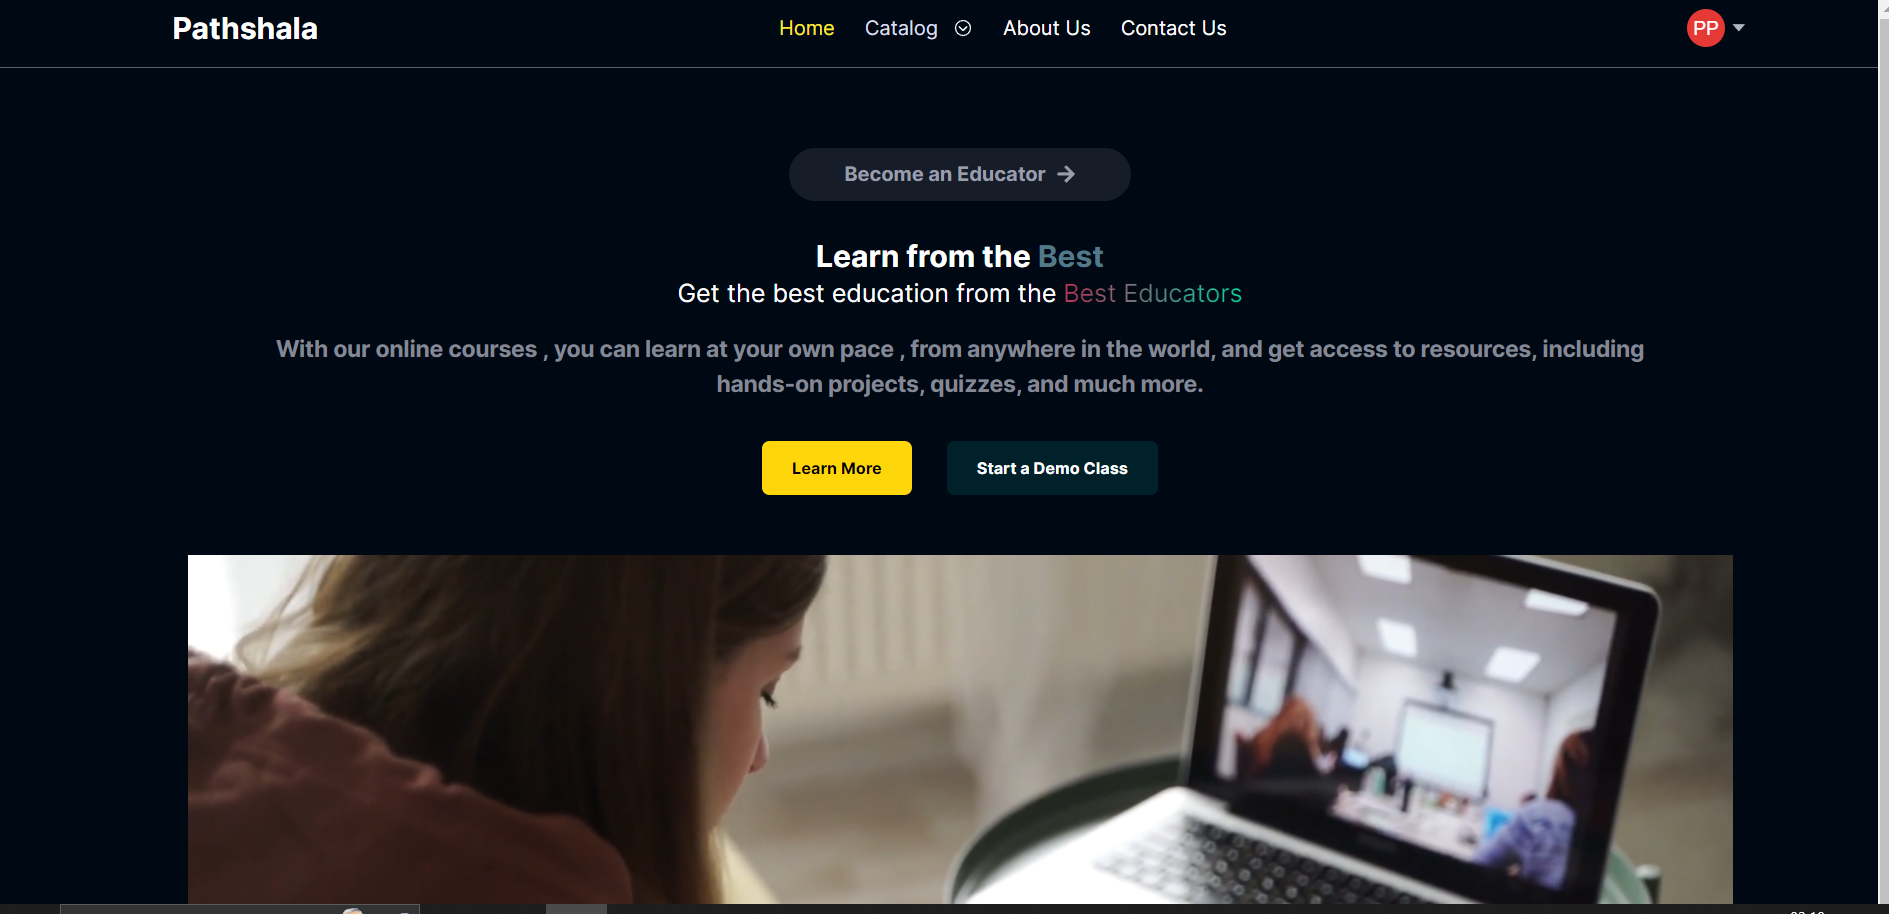 Pathshala
Home Catalog About Us Contact Us
PP
Become an Educator
Learn from the Best
Get the best education from the Best Educators
With our online courses , you can learn at your own pace , from anywhere in the world, and get access to resources, including
hands-on projects, quizzes, and much more.
Learn More
Start a Demo Class